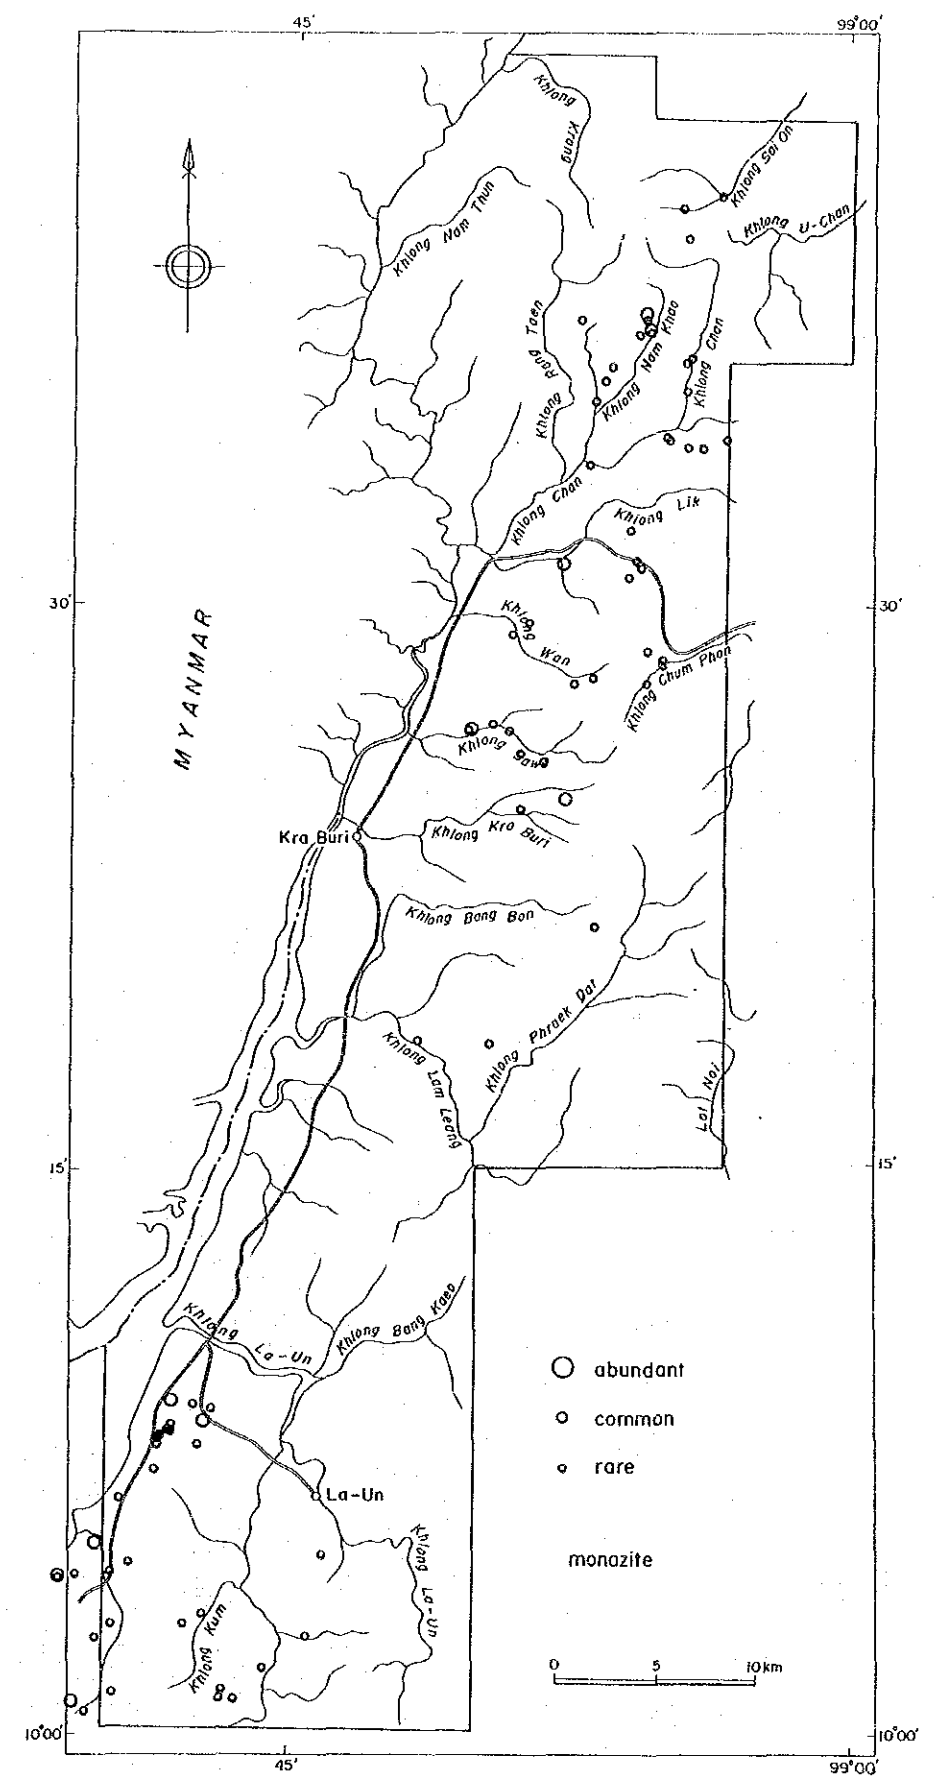 45'
99°00'
Khlong Krang
Khlong Sai On
Khlong Nam Thun
Khlong U-Chan
Khlong Rang Taen
Khlong Nam Khao
Khlong Chan
Khlong Chan
Khlong Lik
30'
30'
MYANMAR
Khlong Wan
Khlong Chum Phon
Khlong Sawi
Kra Buri
Khlong Kra Buri
Khlong Bang Bon
Khlong Phraek Dat
Khlong Lam Leang
Lai Nai
15'
15'
Khlong La-Un
Khlong Bang Kaeo
abundant
common
rare
La-Un
Khlong La-Un
monazite
Khlong Kum
0 5 10km
10°00'
10°00'
45'
99°00'